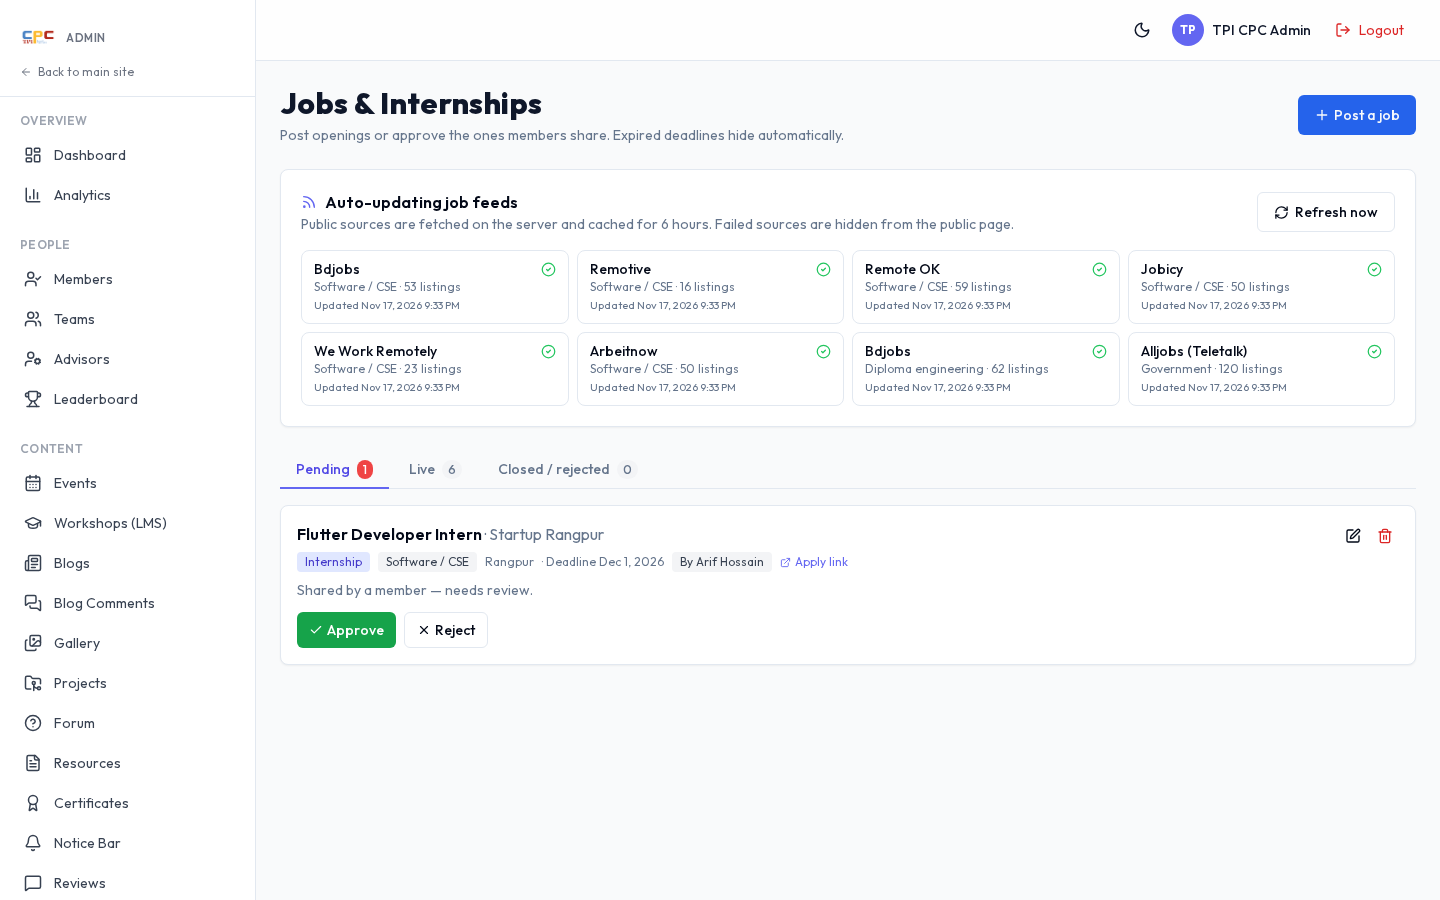 CPC
ADMIN
Back to main site
OVERVIEW
Dashboard
Analytics
PEOPLE
Members
Teams
Advisors
Leaderboard
CONTENT
Events
Workshops (LMS)
Blogs
Blog Comments
Gallery
Projects
Forum
Resources
Certificates
Notice Bar
Reviews
TP TPI CPC Admin Logout
Jobs & Internships
Post openings or approve the ones members share. Expired deadlines hide automatically.
+ Post a job
Auto-updating job feeds
Public sources are fetched on the server and cached for 6 hours. Failed sources are hidden from the public page.
Refresh now
Bdjobs
Software / CSE · 53 listings
Updated Nov 17, 2026 9:33 PM
Remotive
Software / CSE · 16 listings
Updated Nov 17, 2026 9:33 PM
Remote OK
Software / CSE · 59 listings
Updated Nov 17, 2026 9:33 PM
Jobicy
Software / CSE · 50 listings
Updated Nov 17, 2026 9:33 PM
We Work Remotely
Software / CSE · 23 listings
Updated Nov 17, 2026 9:33 PM
Arbeitnow
Software / CSE · 50 listings
Updated Nov 17, 2026 9:33 PM
Bdjobs
Diploma engineering · 62 listings
Updated Nov 17, 2026 9:33 PM
Alljobs (Teletalk)
Government · 120 listings
Updated Nov 17, 2026 9:33 PM
Pending 1 Live 6 Closed / rejected 0
Flutter Developer Intern · Startup Rangpur
Internship Software / CSE Rangpur · Deadline Dec 1, 2026 By Arif Hossain Apply link
Shared by a member — needs review.
Approve Reject